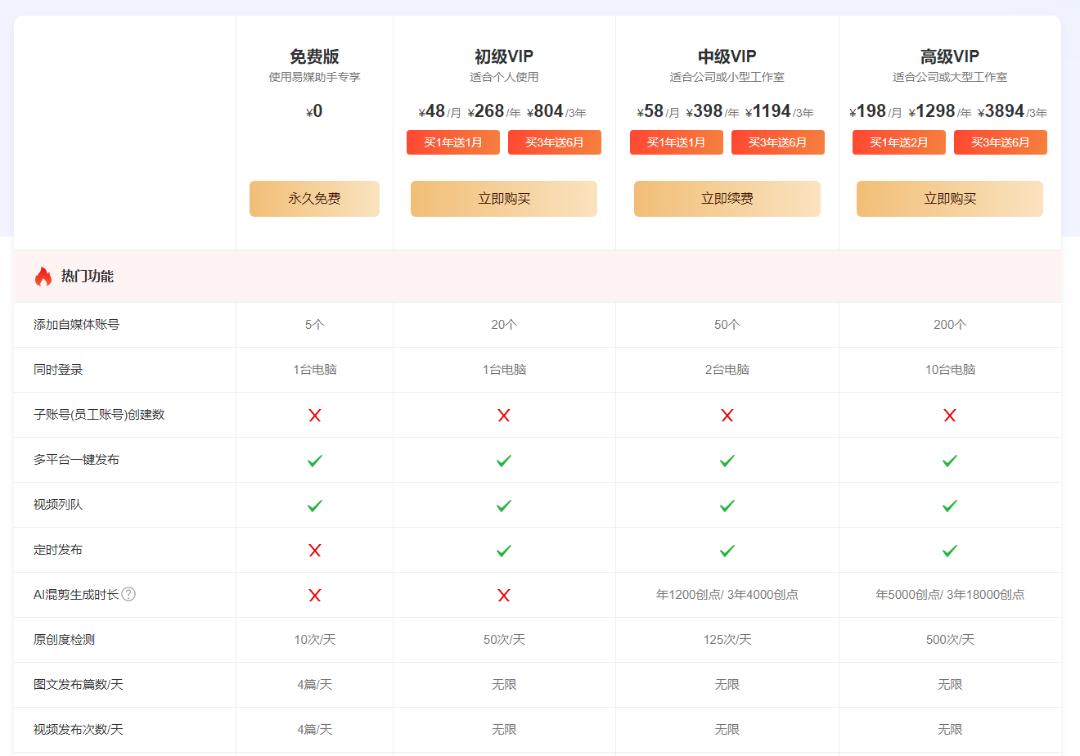 免费版 初级VIP 中级VIP 高级VIP
使用易媒助手专享 适合个人使用 适合公司或小型工作室 适合公司或大型工作室
¥0 ¥48/月 ¥268/年 ¥804/3年 ¥58/月 ¥398/年 ¥1194/3年 ¥198/月 ¥1298/年 ¥3894/3年
买1年送1月 买3年送6月 买1年送1月 买3年送6月 买1年送2月 买3年送6月
永久免费 立即购买 立即续费 立即购买
热门功能
添加自媒体账号 5个 20个 50个 200个
同时登录 1台电脑 1台电脑 2台电脑 10台电脑
子账号(员工账号)创建数
多平台一键发布
视频列队
定时发布
AI混剪生成时长? 年1200创点/ 3年4000创点 年5000创点/ 3年18000创点
原创度检测 10次/天 50次/天 125次/天 500次/天
图文发布篇数/天 4篇/天 无限 无限 无限
视频发布次数/天 4篇/天 无限 无限 无限